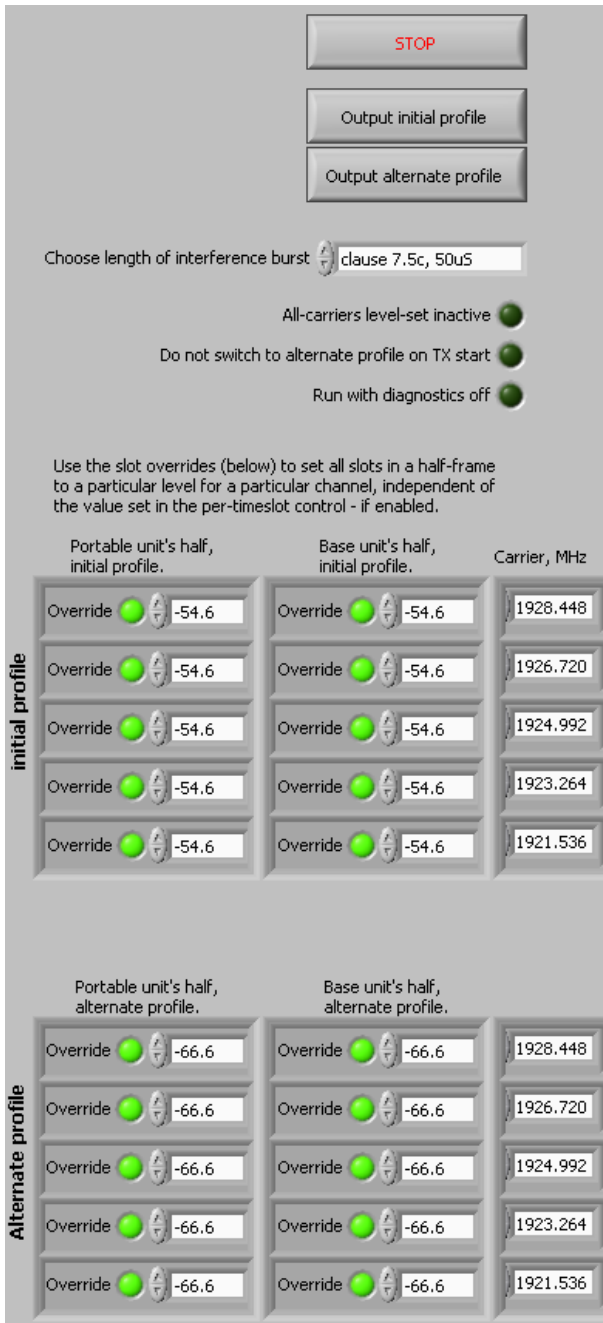 STOP
Output initial profile
Output alternate profile
Choose length of interference burst clause 7.5c, 50uS
All-carriers level-set inactive
Do not switch to alternate profile on TX start
Run with diagnostics off
Use the slot overrides (below) to set all slots in a half-frame
to a particular level for a particular channel, independent of
the value set in the per-timeslot control - if enabled.
Portable unit's half,
initial profile.
Base unit's half,
initial profile.
Carrier, MHz
initial profile
Override -54.6 Override -54.6 1928.448
Override -54.6 Override -54.6 1926.720
Override -54.6 Override -54.6 1924.992
Override -54.6 Override -54.6 1923.264
Override -54.6 Override -54.6 1921.536
Portable unit's half,
alternate profile.
Base unit's half,
alternate profile.
Alternate profile
Override -66.6 Override -66.6 1928.448
Override -66.6 Override -66.6 1926.720
Override -66.6 Override -66.6 1924.992
Override -66.6 Override -66.6 1923.264
Override -66.6 Override -66.6 1921.536